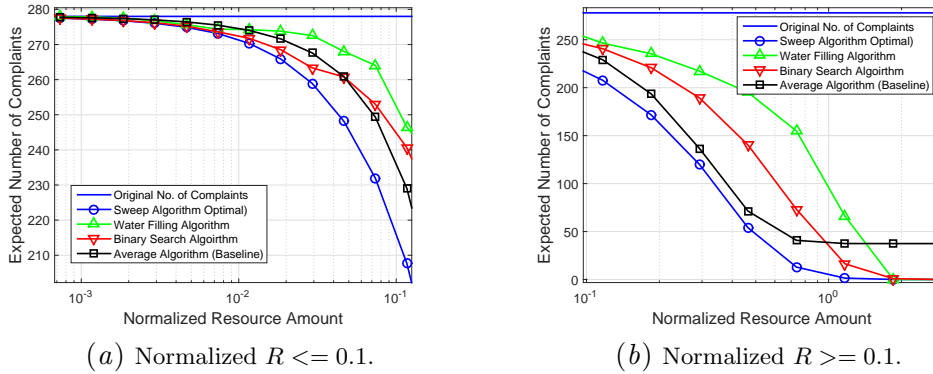 280
270
260
250
240
230
220
210
Expected Number of Complaints
10^-3
10^-2
10^-1
Normalized Resource Amount
Original No. of Complaints
Sweep Algorithm Optimal)
Water Filling Algorithm
Binary Search Algoirthm
Average Algorithm (Baseline)
(a) Normalized R <= 0.1.
250
200
150
100
50
0
Expected Number of Complaints
10^-1
10^0
Normalized Resource Amount
Original No. of Complaints
Sweep Algorithm Optimal)
Water Filling Algorithm
Binary Search Algoirthm
Average Algorithm (Baseline)
(b) Normalized R >= 0.1.